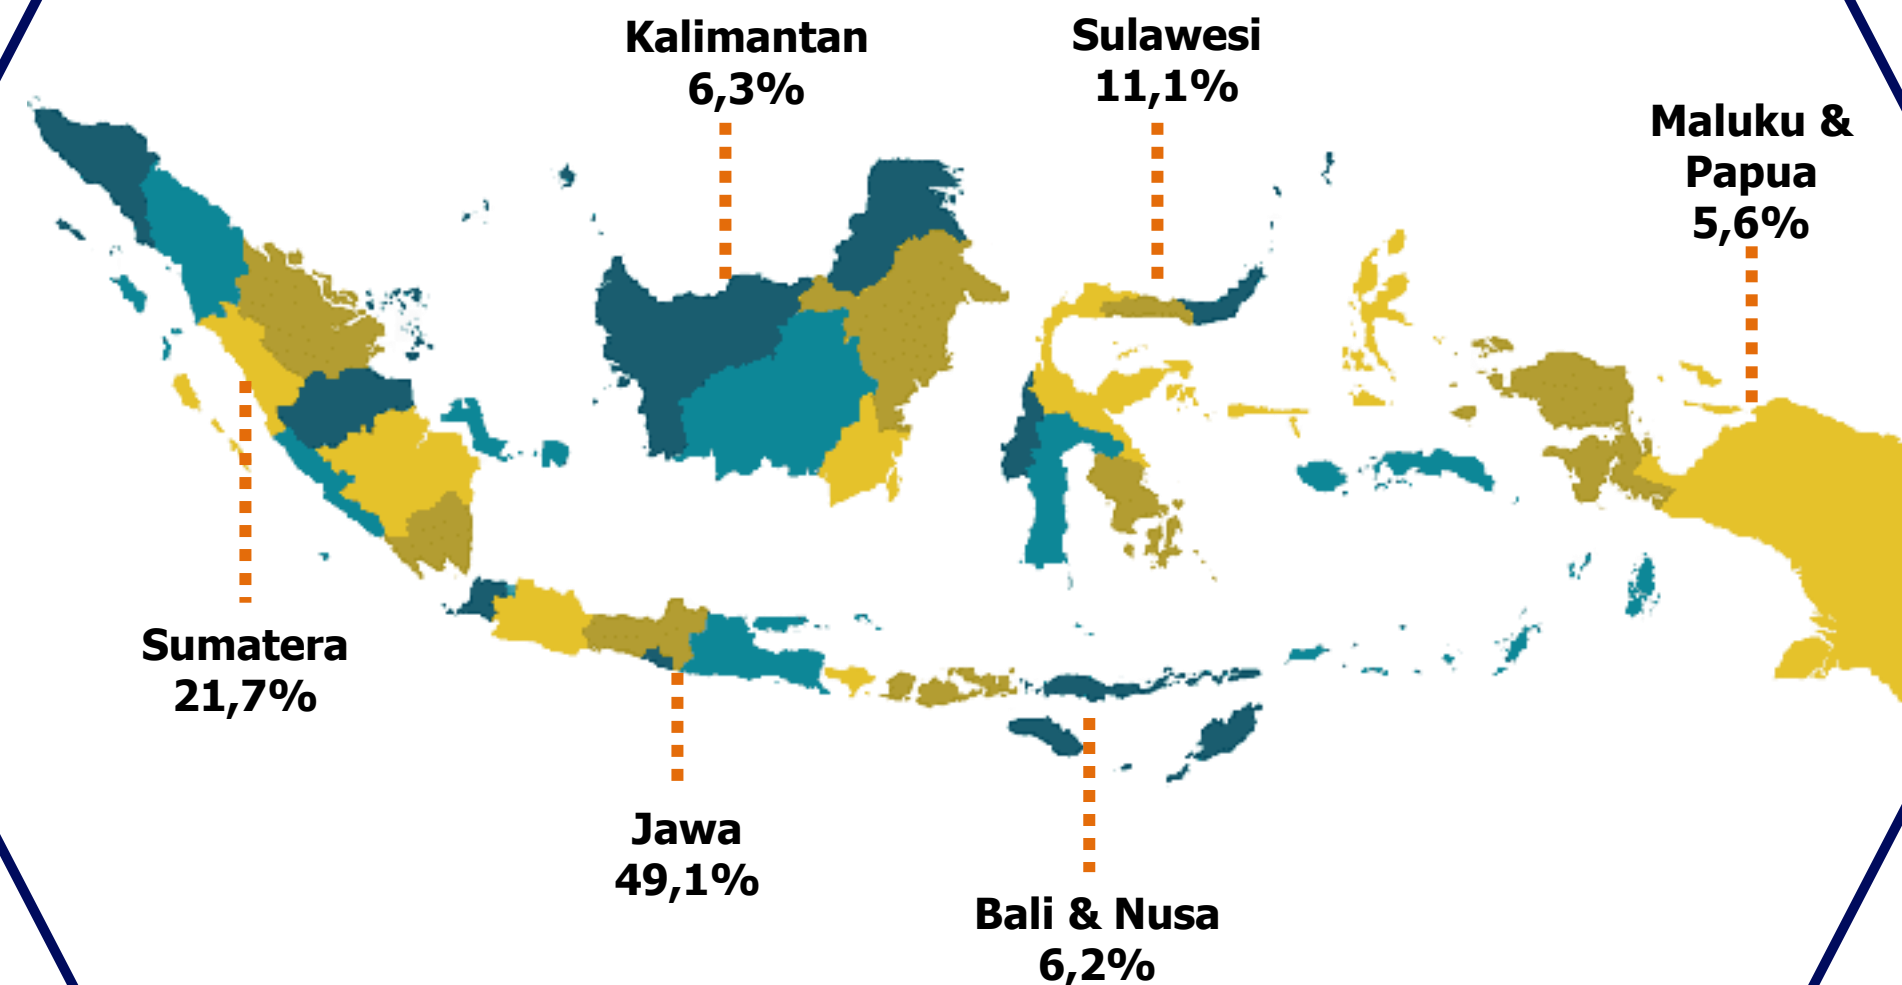 Kalimantan
6,3%
Sulawesi
11,1%
Maluku &
Papua
5,6%
Sumatera
21,7%
Jawa
49,1%
Bali & Nusa
6,2%